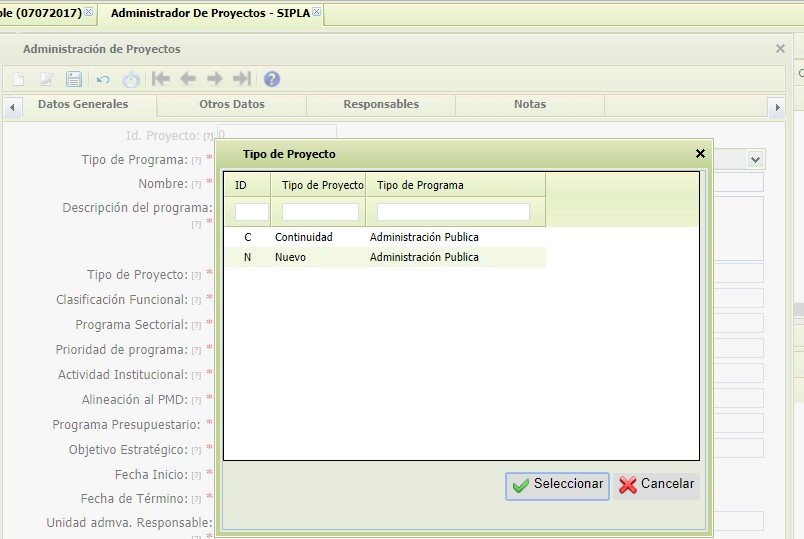 ole (07072017)
Administrador De Proyectos - SIPLA
Administración de Proyectos
Datos Generales
Otros Datos
Responsables
Notas
Id. Proyecto: [?] 0
Tipo de Programa: [?] *
Nombre: [?] *
Descripción del programa: *
[?]
Tipo de Proyecto: [?] *
Clasificación Funcional: [?] *
Programa Sectorial: [?] *
Prioridad de programa: [?] *
Actividad Institucional: [?] *
Alineación al PMD: [?] *
Programa Presupuestario: *
Objetivo Estratégico: [?] *
Fecha Inicio: [?] *
Fecha de Término: [?] *
Unidad admva. Responsable:
[?] *
Tipo de Proyecto
ID Tipo de Proyecto Tipo de Programa
C Continuidad Administración Publica
N Nuevo Administración Publica
Seleccionar
Cancelar